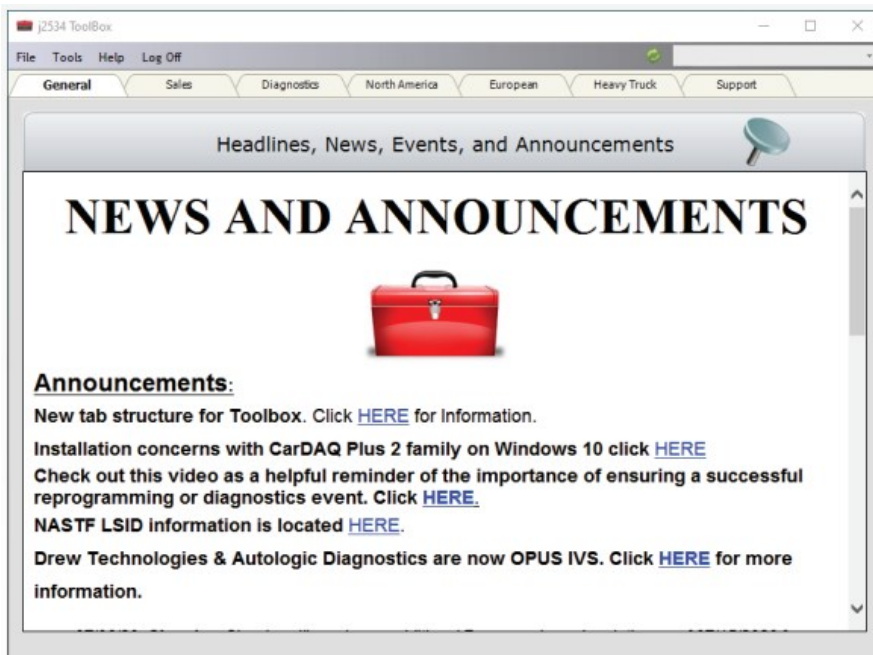 j2534 ToolBox
File Tools Help Log Off
General Sales Diagnostics North America European Heavy Truck Support
Headlines, News, Events, and Announcements
NEWS AND ANNOUNCEMENTS
Announcements:
New tab structure for Toolbox. Click HERE for Information.
Installation concerns with CarDAQ Plus 2 family on Windows 10 click HERE
Check out this video as a helpful reminder of the importance of ensuring a successful
reprogramming or diagnostics event. Click HERE.
NASTF LSID information is located HERE.
Drew Technologies & Autologic Diagnostics are now OPUS IVS. Click HERE for more
information.